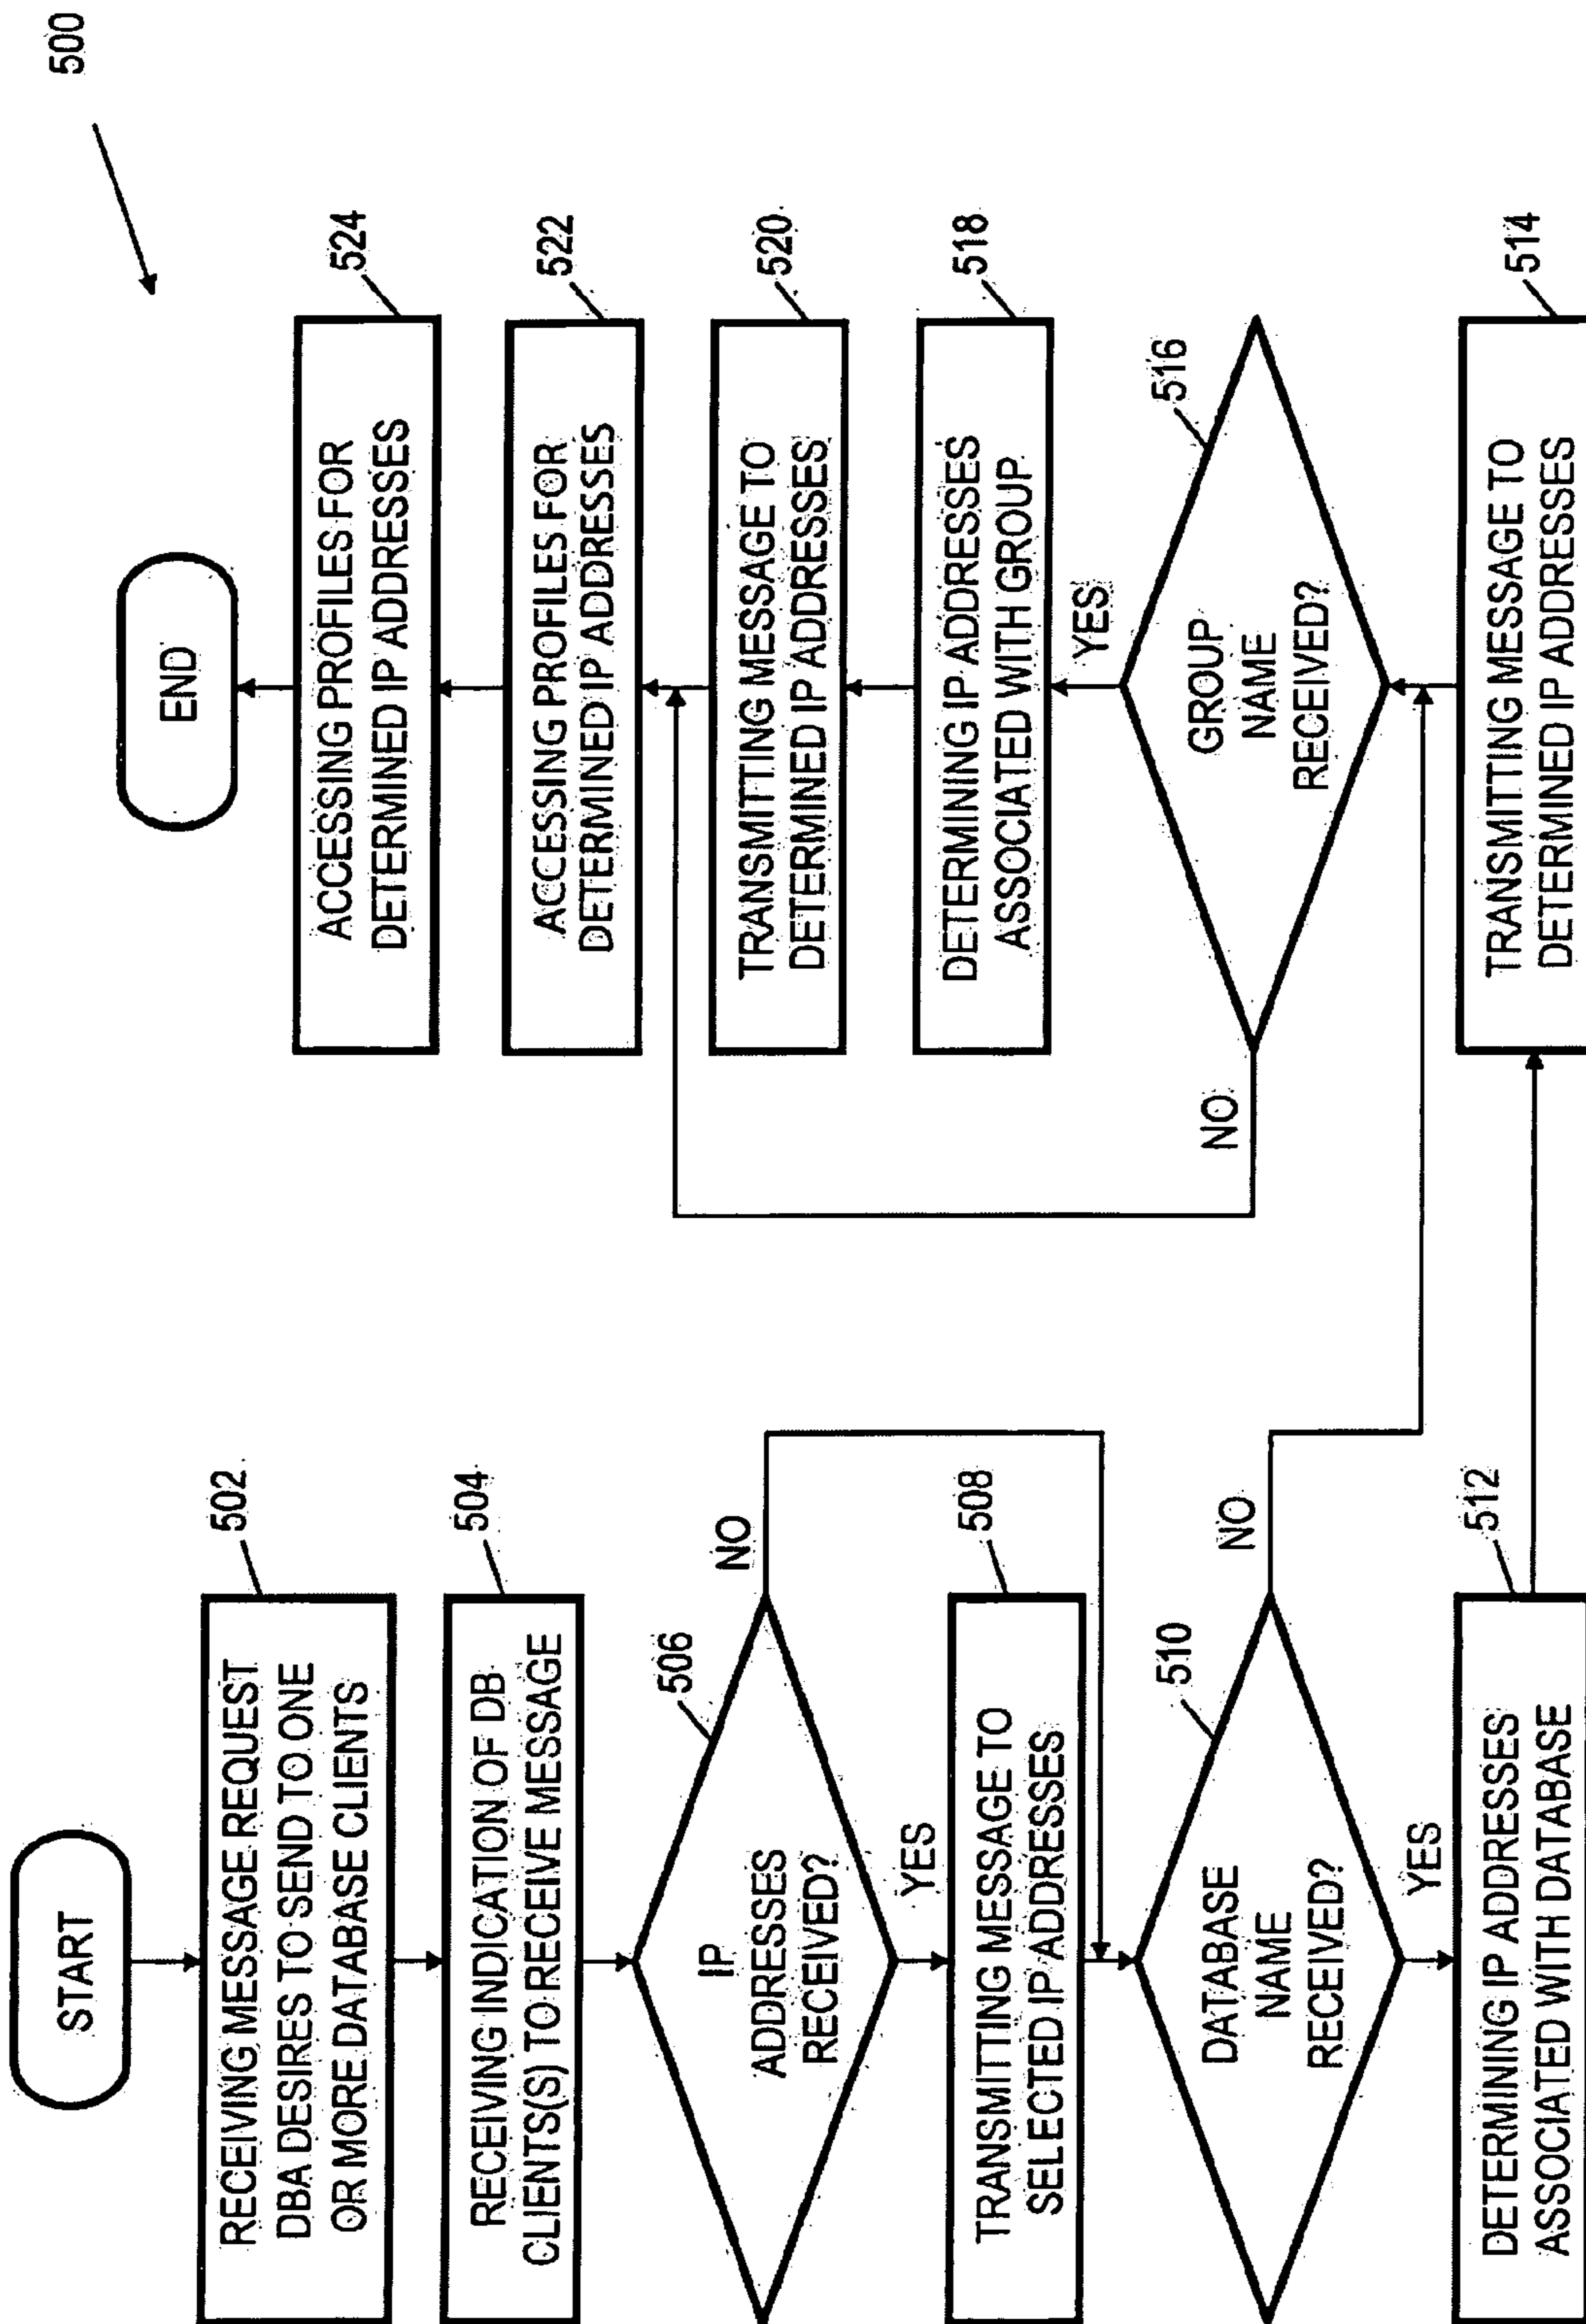 500
START
RECEIVING MESSAGE REQUEST
DBA DESIRES TO SEND TO ONE
OR MORE DATABASE CLIENTS
502
RECEIVING INDICATION OF DB
CLIENTS(S) TO RECEIVE MESSAGE
504
IP
ADDRESSES
RECEIVED?
506
NO
YES
TRANSMITTING MESSAGE TO
SELECTED IP ADDRESSES
508
DATABASE
NAME
RECEIVED?
510
NO
YES
DETERMINING IP ADDRESSES
ASSOCIATED WITH DATABASE
512
TRANSMITTING MESSAGE TO
DETERMINED IP ADDRESSES
514
GROUP
NAME
RECEIVED?
516
NO
YES
DETERMINING IP ADDRESSES
ASSOCIATED WITH GROUP
518
TRANSMITTING MESSAGE TO
DETERMINED IP ADDRESSES
520
ACCESSING PROFILES FOR
DETERMINED IP ADDRESSES
522
ACCESSING PROFILES FOR
DETERMINED IP ADDRESSES
524
END